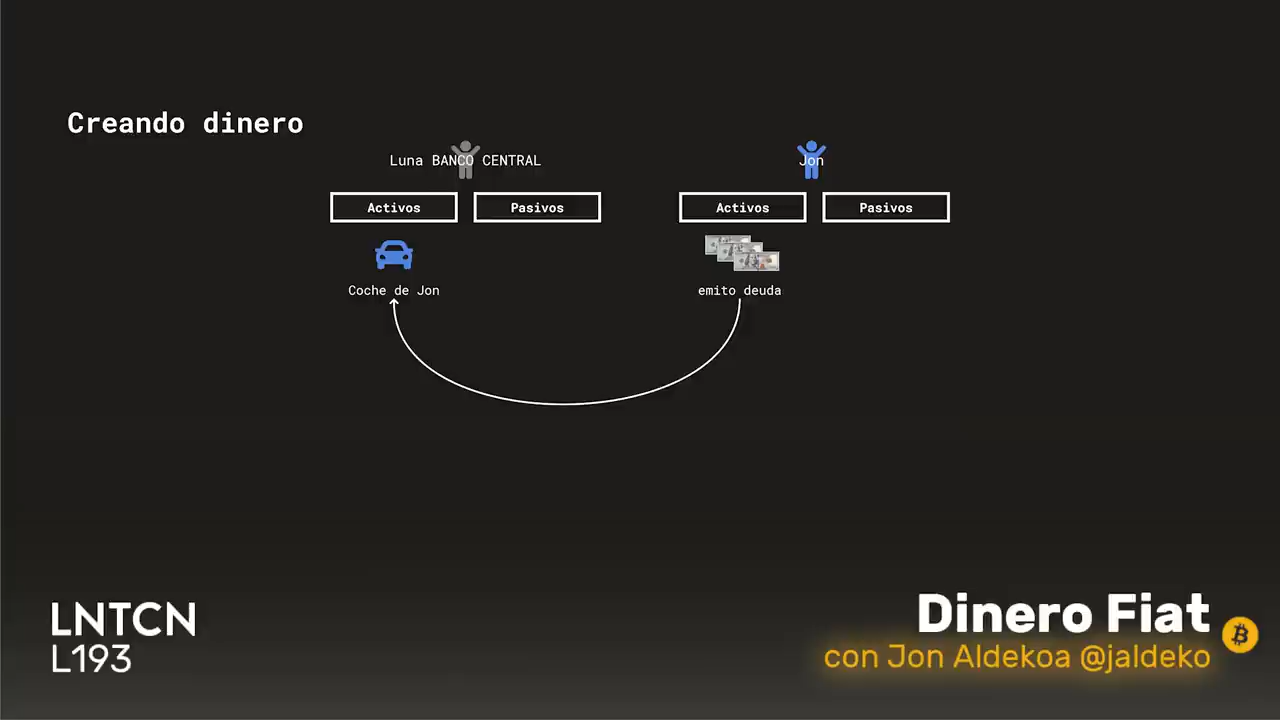 Creando dinero
Luna BANCO CENTRAL
Jon
Activos
Pasivos
Activos
Pasivos
Coche de Jon
emito deuda
LNTCN
L193
Dinero Fiat
con Jon Aldekoa @jaldeko